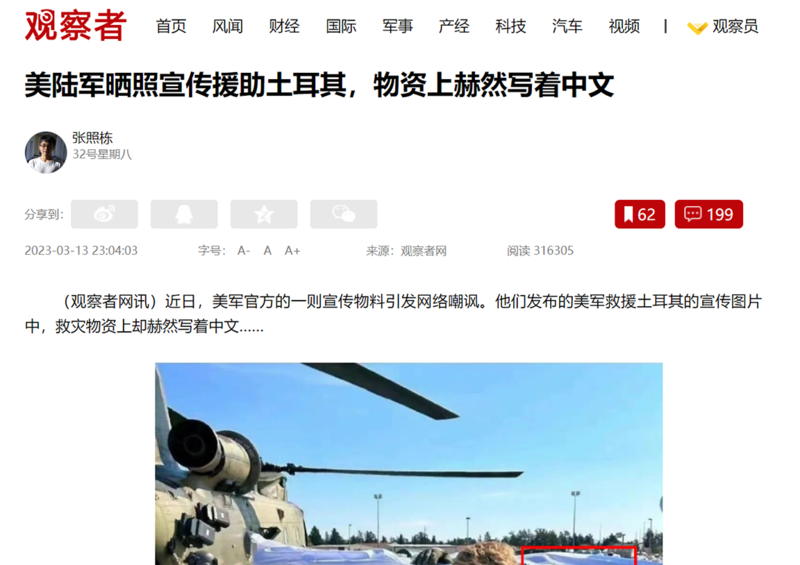 观察者 首页 风闻 财经 国际 军事 产经 科技 汽车 视频 | 观察员
美陆军晒照宣传援助土耳其，物资上赫然写着中文
张照栋
32号星期八
分享到: 62 199
2023-03-13 23:04:03 字号: A- A A+ 来源: 观察者网 阅读 316305
（观察者网讯）近日，美军官方的一则宣传物料引发网络嘲讽。他们发布的美军救援土耳其的宣传图片
中，救灾物资上却赫然写着中文......